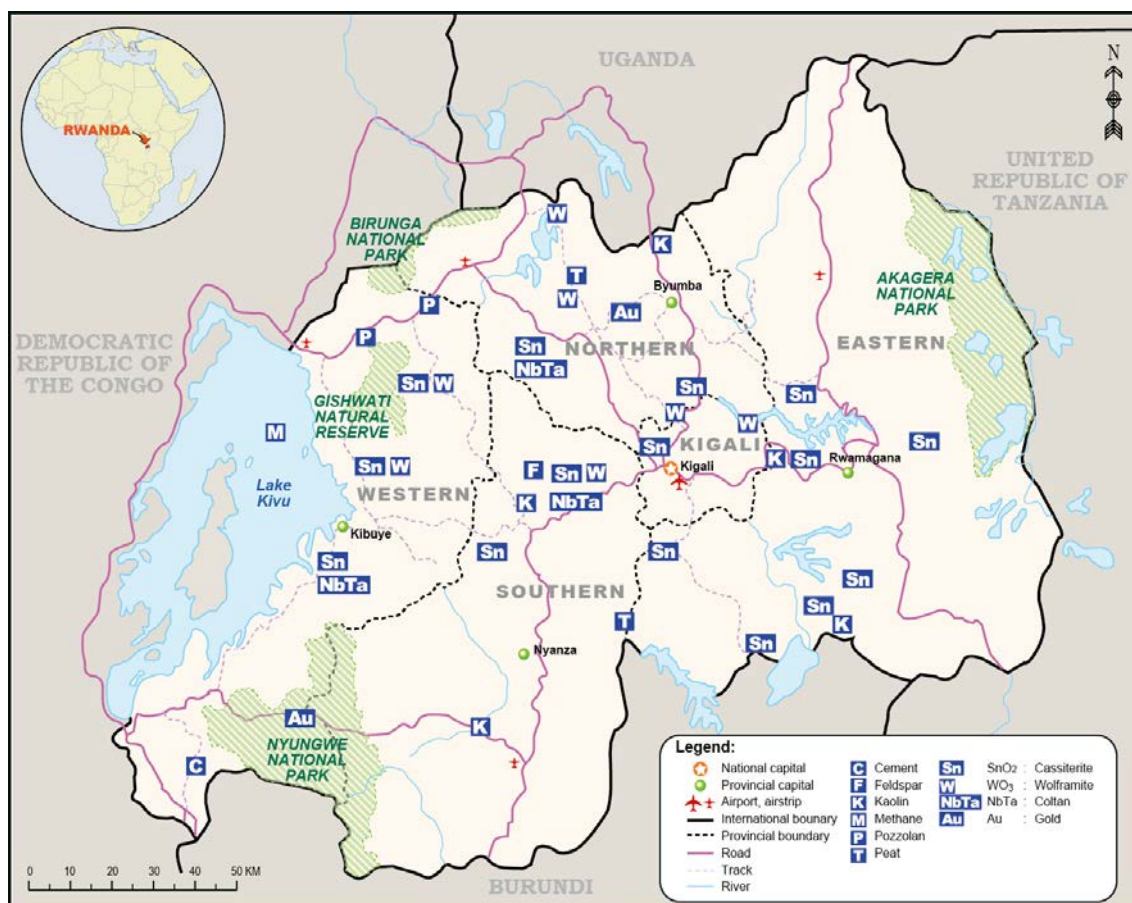 UGANDA
N
RWANDA
UNITED
REPUBLIC OF
TANZANIA
BIRUNGA
NATIONAL
PARK
W
K
T
W
Byumba
Au
AKAGERA
NATIONAL
PARK
P
P
DEMOCRATIC
REPUBLIC OF
THE CONGO
Sn
NbTa
NORTHERN
EASTERN
Sn W
GISHWATI
NATURAL
RESERVE
Sn
Sn
W
W
M
Sn
KIGALI
Kigali
K
Sn
Rwamagana
Sn
Lake
Kivu
Sn W
WESTERN
F
Sn W
K
NbTa
Kibuye
Sn
NbTa
Sn
Sn
SOUTHERN
Sn
Sn
K
T
Sn
Nyanza
Au
NYUNGWE
NATIONAL
PARK
K
C
Legend:
National capital
Provincial capital
Airport, airstrip
International bounary
Provincial boundary
Road
Track
River
C Cement
F Feldspar
K Kaolin
M Methane
P Pozzolan
T Peat
Sn SnO2 : Cassiterite
W WO3 : Wolframite
NbTa NbTa : Coltan
Au Au : Gold
0 10 20 30 40 50 KM
BURUNDI